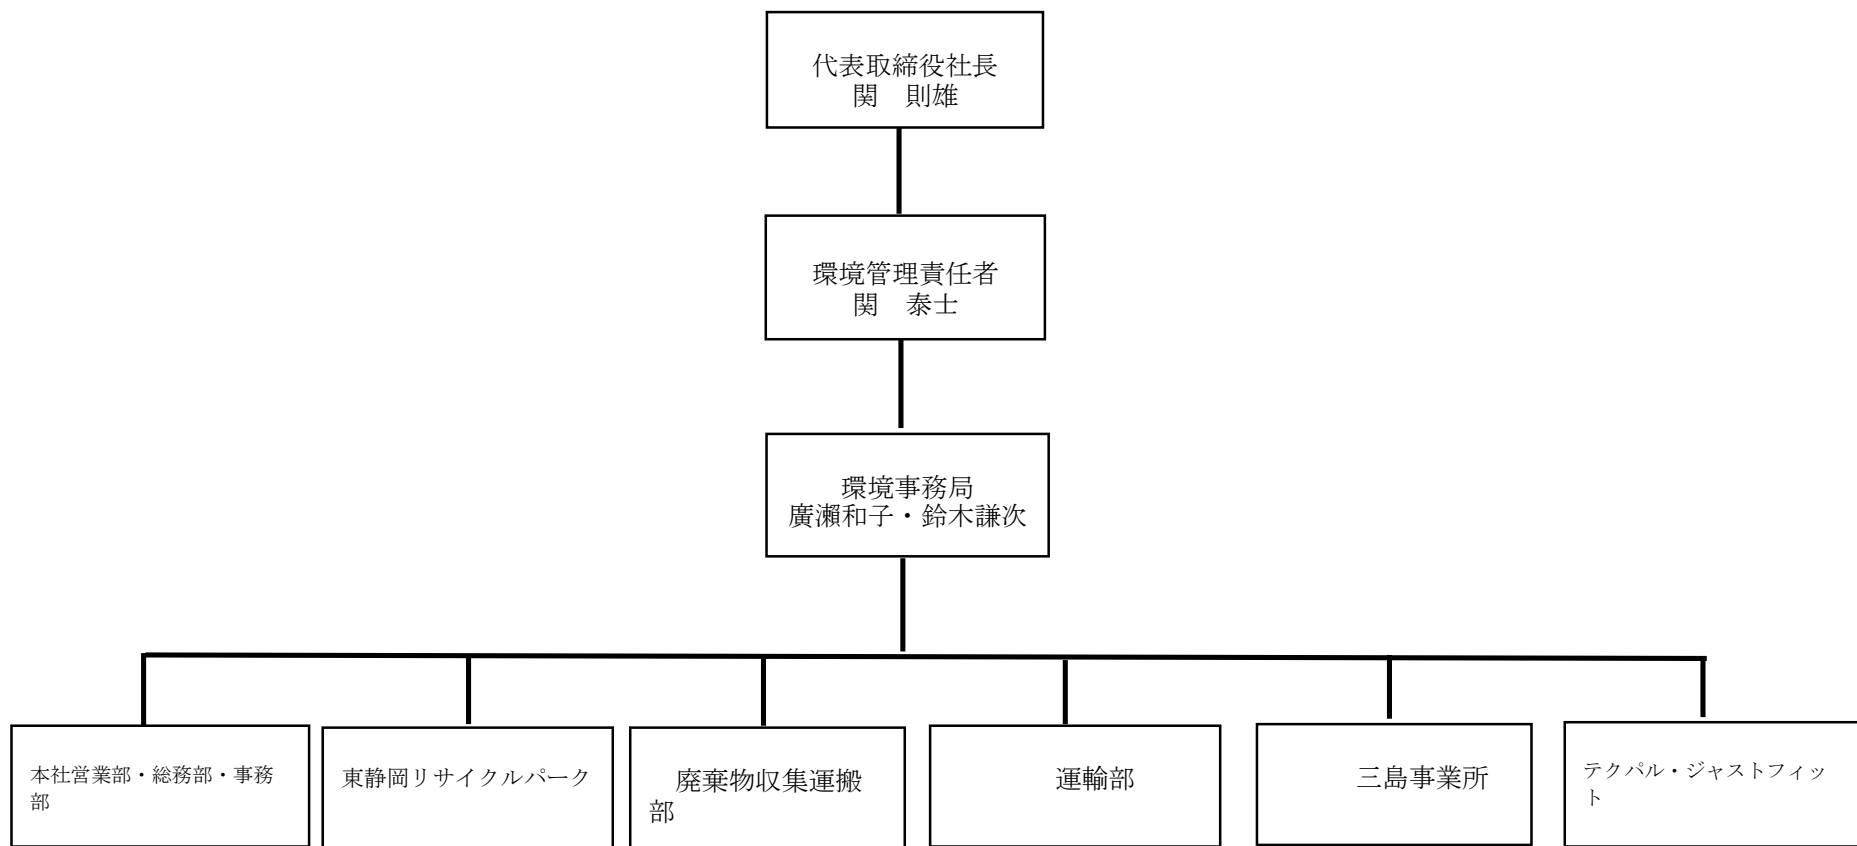 代表取締役社長
関　則雄
環境管理責任者
関　泰士
環境事務局
廣瀬和子・鈴木謙次
本社営業部・総務部・事務
部
東静岡リサイクルパーク
廃棄物収集運搬
部
運輸部
三島事業所
テクパル・ジャストフィッ
ト